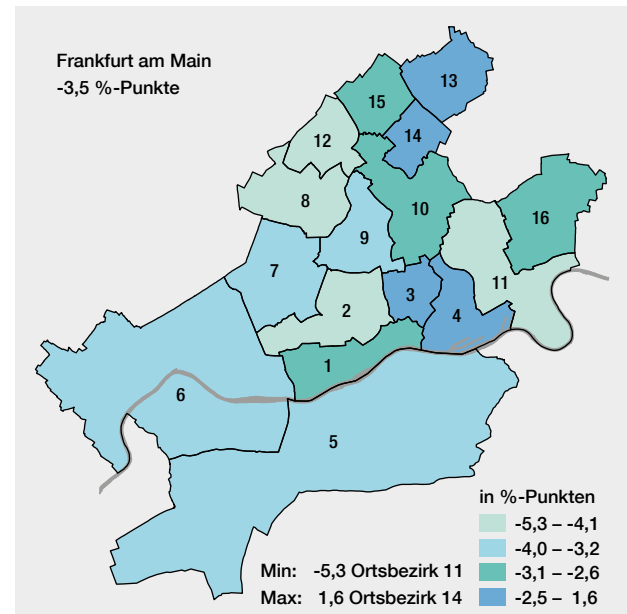 Frankfurt am Main
-3,5 %-Punkte
13
15
14
12
8
10
16
9
7
11
3
2
4
1
6
5
in %-Punkten
-5,3 – -4,1
-4,0 – -3,2
-3,1 – -2,6
-2,5 – 1,6
Min: -5,3 Ortsbezirk 11
Max: 1,6 Ortsbezirk 14